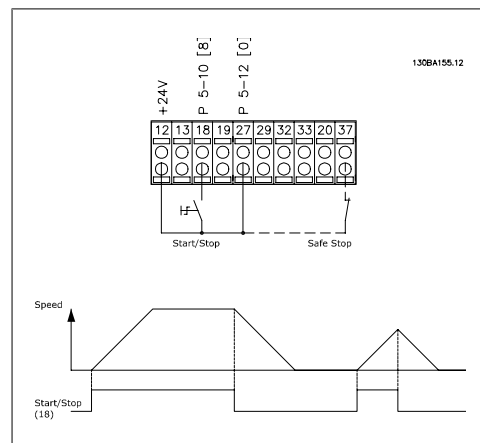 130BA155.12
+24V
P 5-10 [8]
P 5-12 [0]
12 13 18 19 27 29 32 33 20 37
Start/Stop
Safe Stop
Speed
Start/Stop
(18)